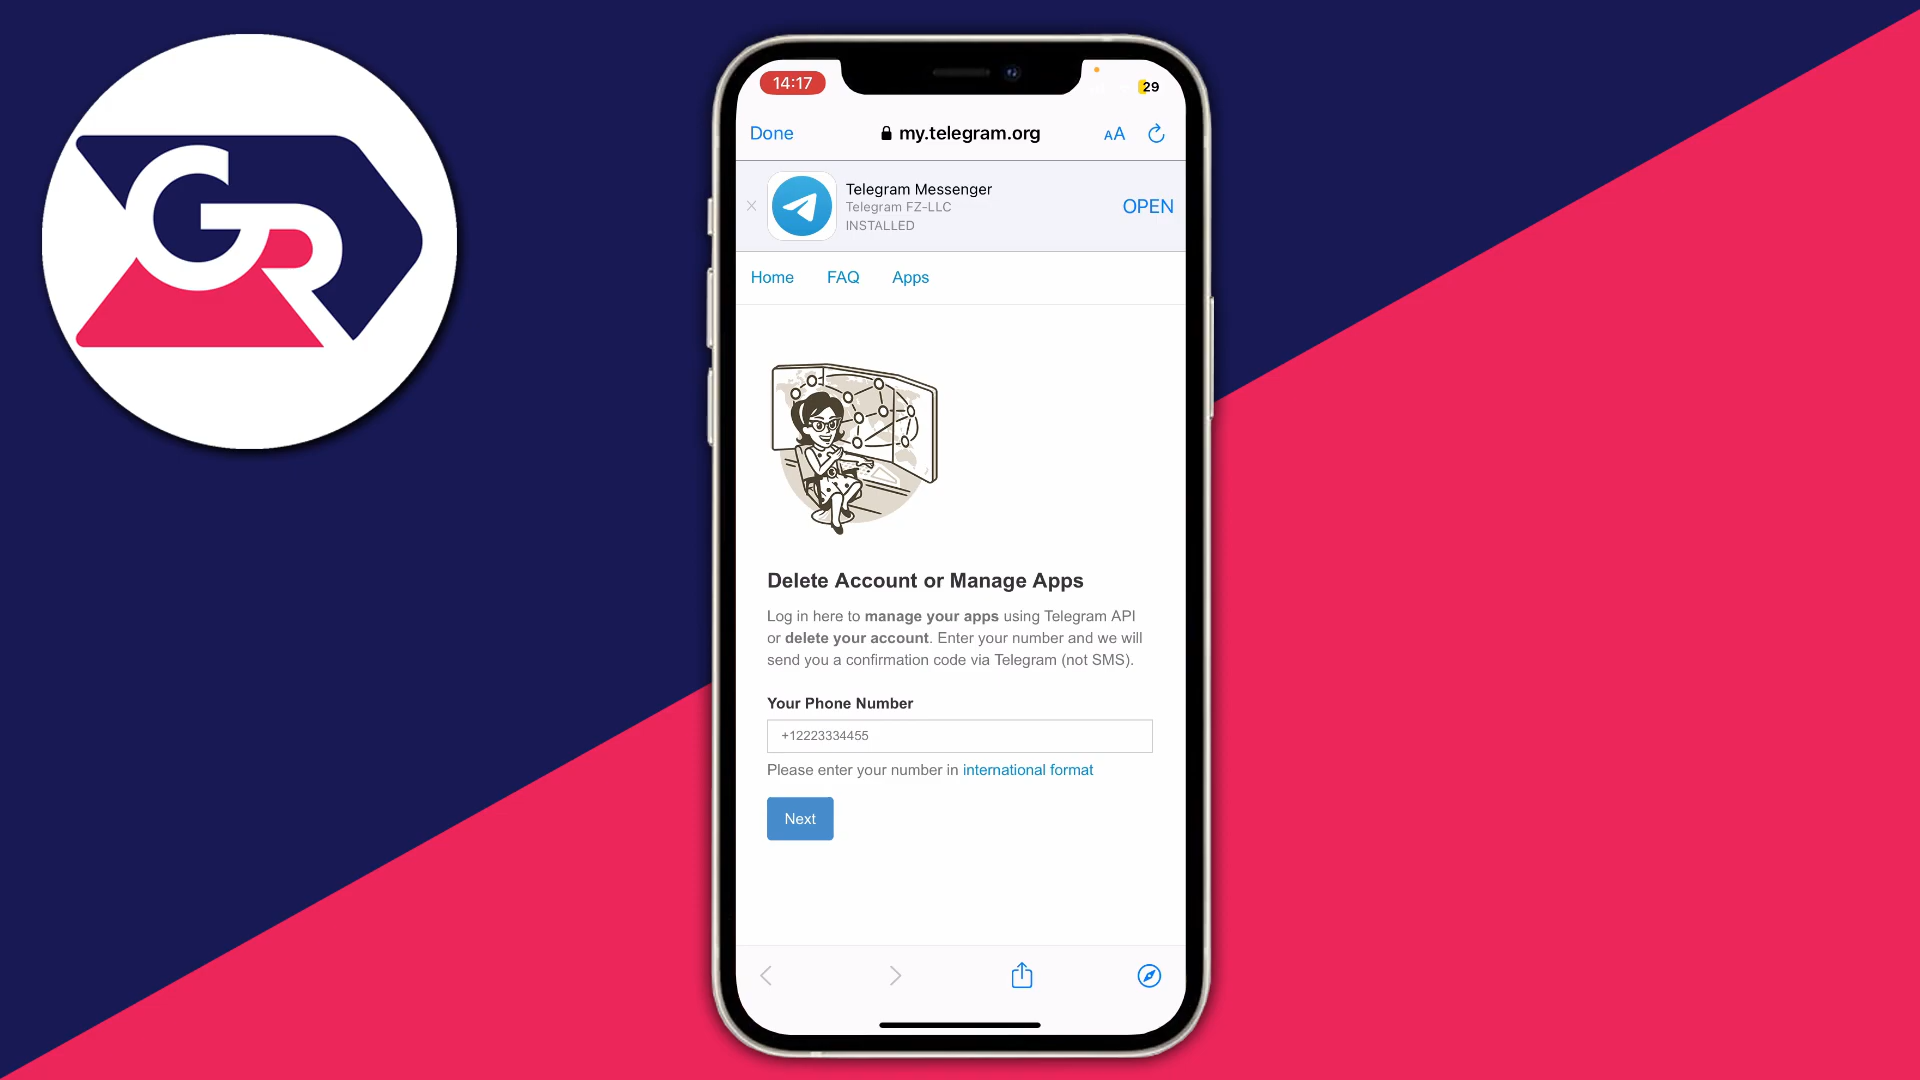 GR
14:17
29
Done
my.telegram.org
AA
Telegram Messenger
Telegram FZ-LLC
INSTALLED
OPEN
Home FAQ Apps
Delete Account or Manage Apps
Log in here to manage your apps using Telegram API
or delete your account. Enter your number and we will
send you a confirmation code via Telegram (not SMS).
Your Phone Number
+12223334455
Please enter your number in international format
Next